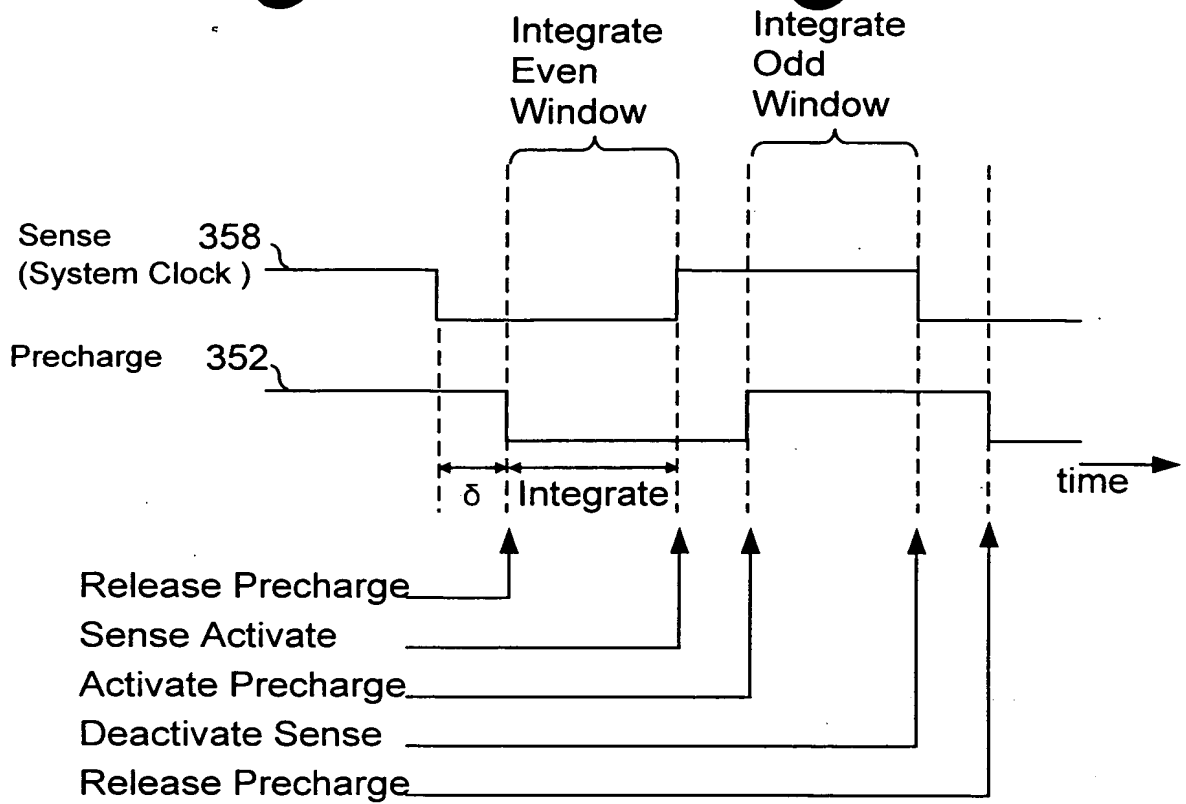 Integrate
Even
Window
Integrate
Odd
Window
Sense 358
(System Clock )
Precharge 352
δ Integrate
time
Release Precharge
Sense Activate
Activate Precharge
Deactivate Sense
Release Precharge